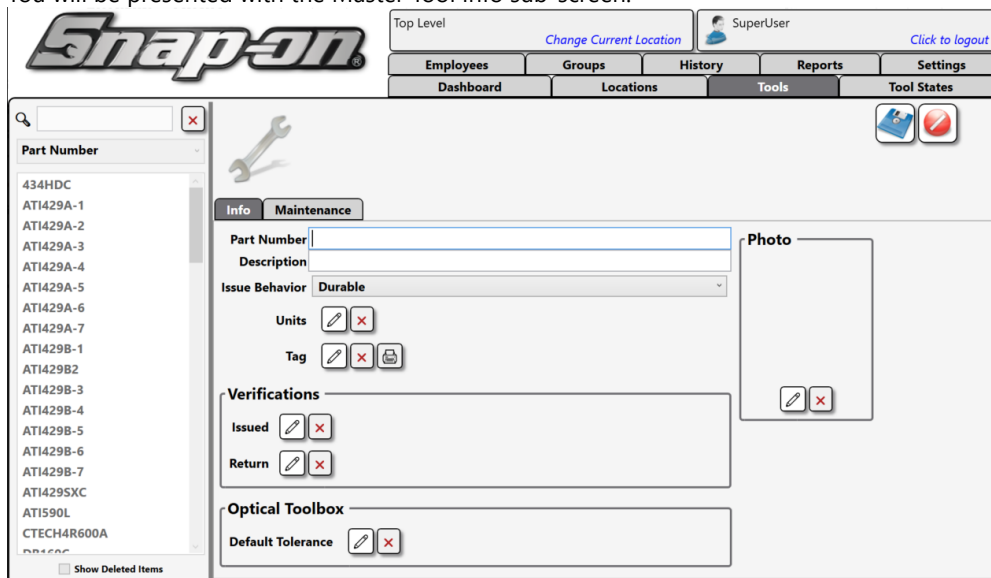 You will be presented with the Master Tool Info sub-screen.
Snap-on®
Top Level
Change Current Location
SuperUser
Click to logout
Employees Groups History Reports Settings
Dashboard Locations Tools Tool States
Part Number
434HDC
ATI429A-1
ATI429A-2
ATI429A-3
ATI429A-4
ATI429A-5
ATI429A-6
ATI429A-7
ATI429B-1
ATI429B2
ATI429B-3
ATI429B-4
ATI429B-5
ATI429B-6
ATI429B-7
ATI429SXC
ATI590L
CTECH4R600A
Show Deleted Items
Info Maintenance
Part Number
Description
Issue Behavior Durable
Units
Tag
Verifications
Issued
Return
Optical Toolbox
Default Tolerance
Photo